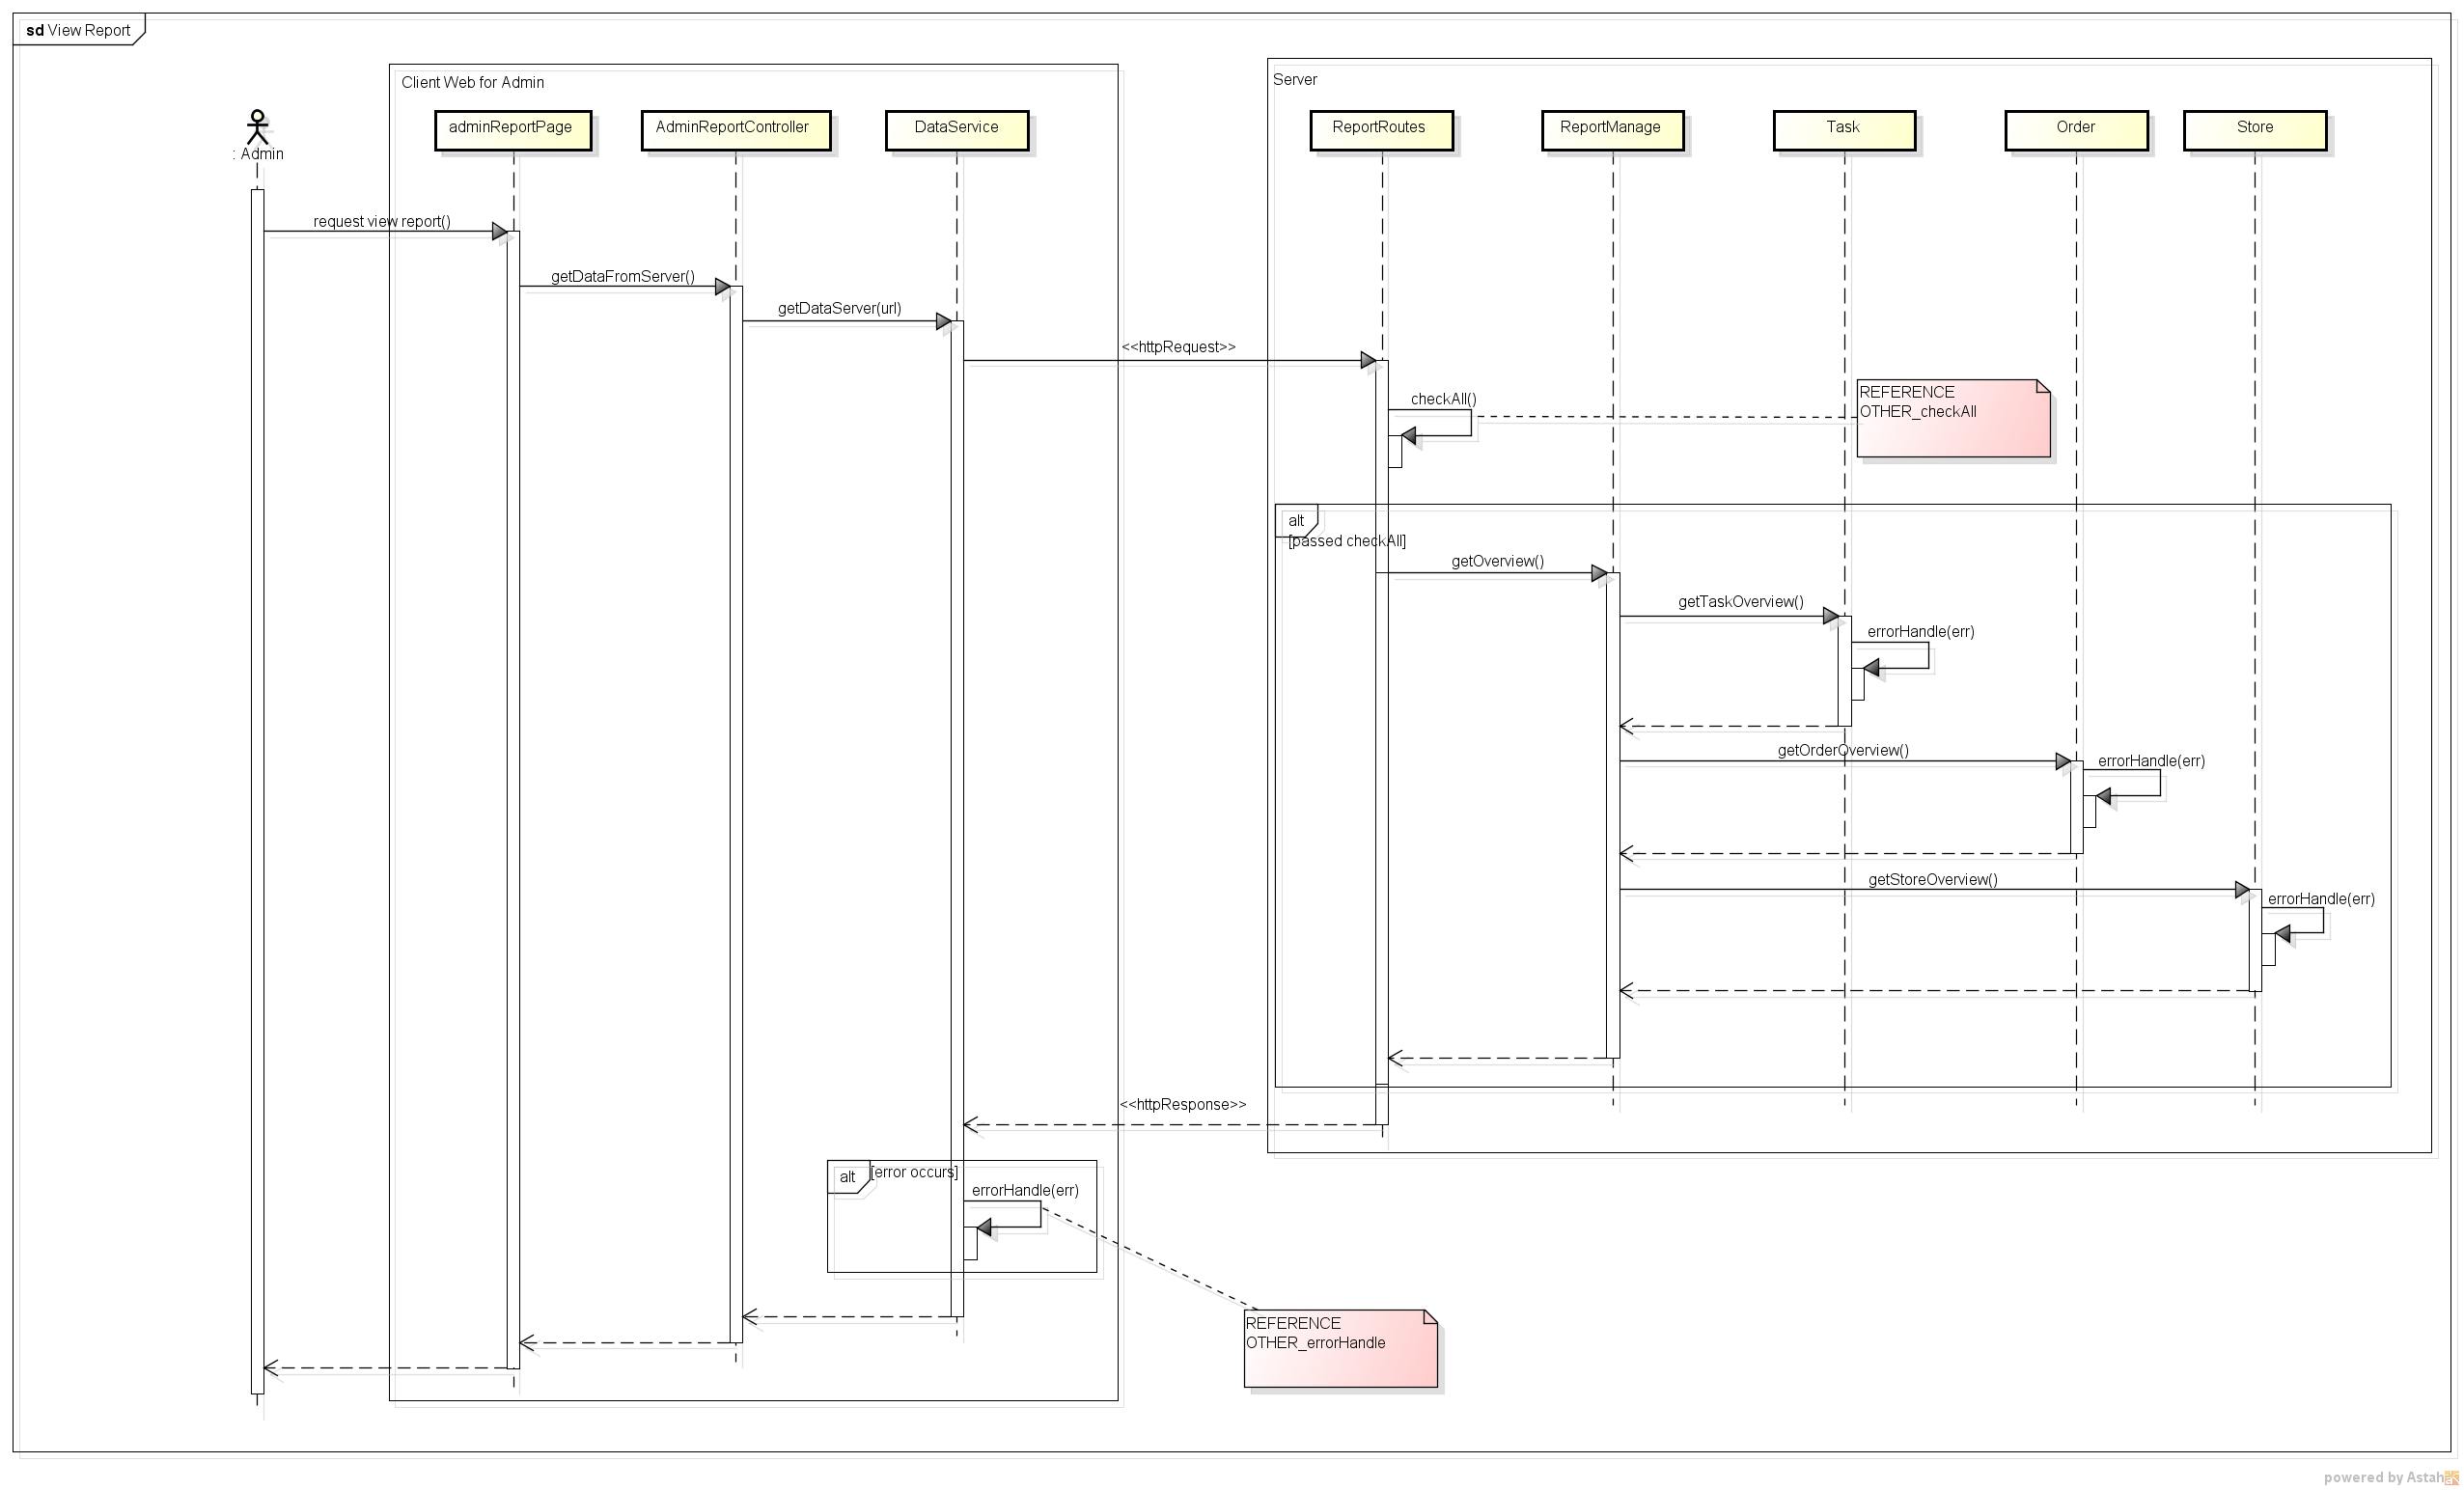 sd View Report
Client Web for Admin
Server
: Admin
adminReportPage
AdminReportController
DataService
ReportRoutes
ReportManage
Task
Order
Store
request view report()
getDataFromServer()
getDataServer(url)
<<httpRequest>>
checkAll()
REFERENCE
OTHER_checkAll
alt
[passed checkAll]
getOverview()
getTaskOverview()
errorHandle(err)
getOrderOverview()
errorHandle(err)
getStoreOverview()
errorHandle(err)
<<httpResponse>>
alt
[error occurs]
errorHandle(err)
REFERENCE
OTHER_errorHandle
powered by Astah